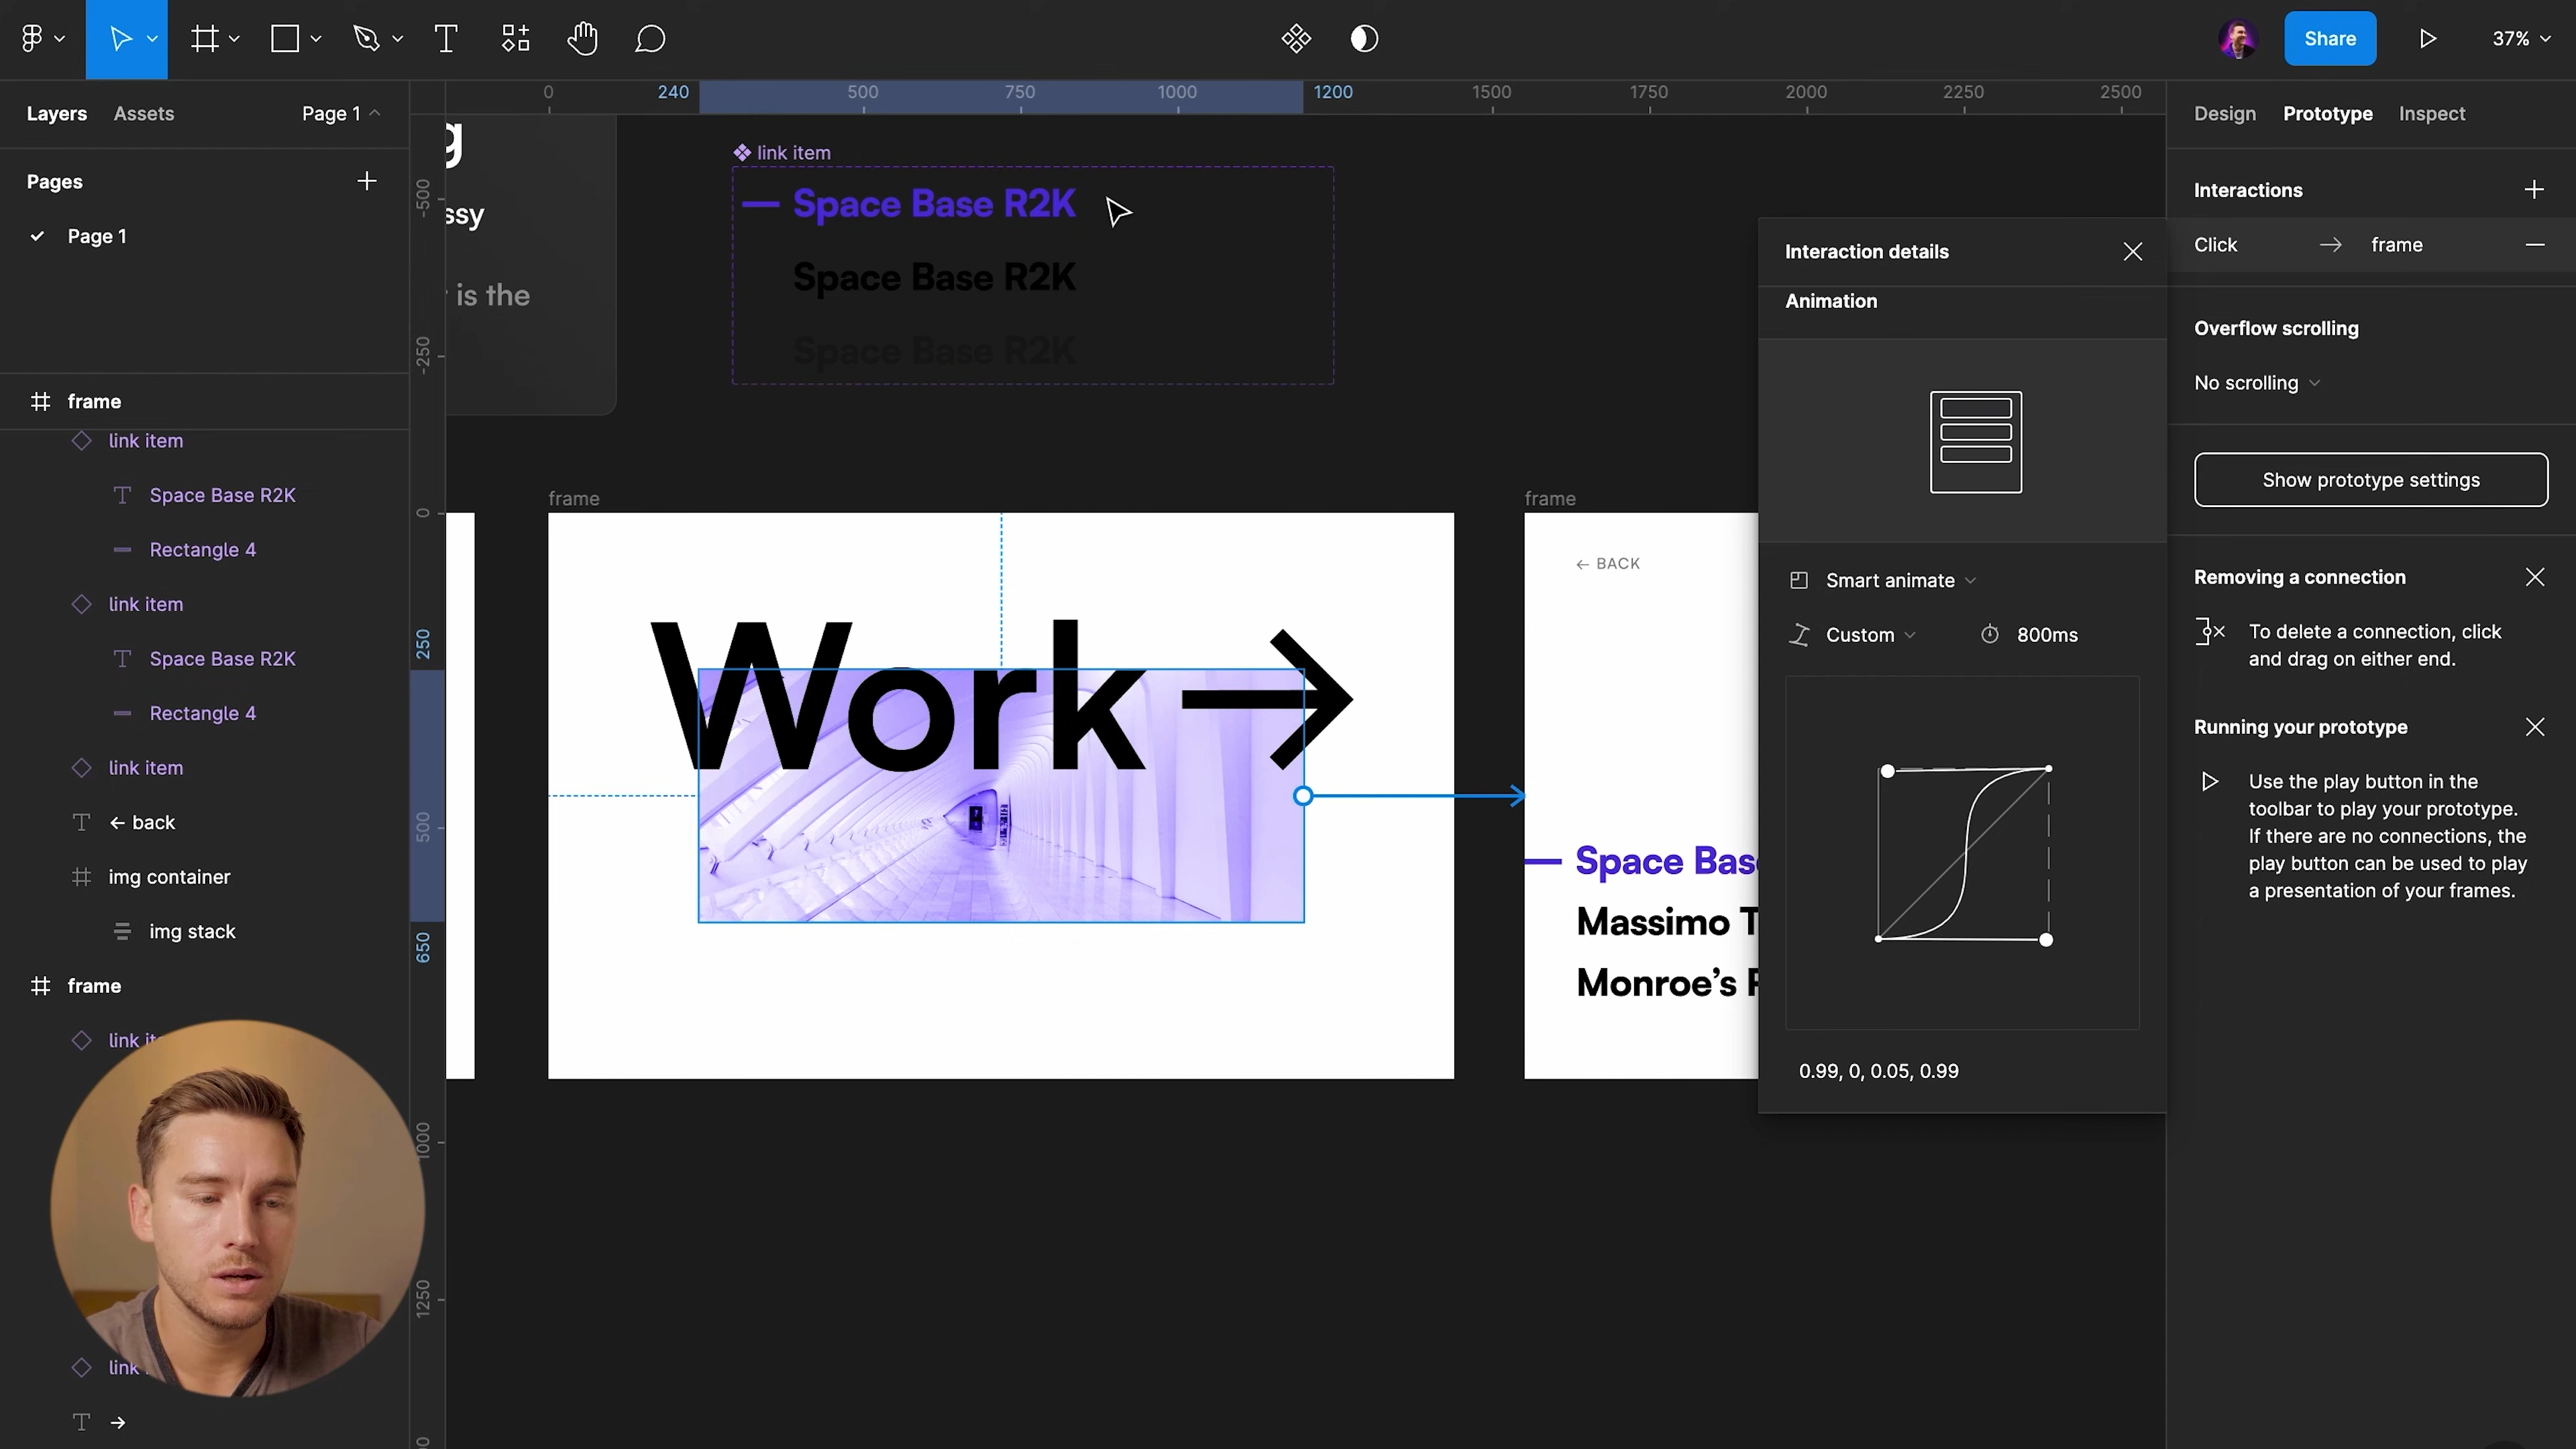 Share
37%
Layers
Assets
Page 1
Pages
Page 1
frame
link item
Space Base R2K
Rectangle 4
link item
Space Base R2K
Rectangle 4
link item
← back
img container
img stack
frame
link
link
→
0
240
500
750
1000
1200
1500
1750
2000
2250
2500
-500
-250
0
250
500
650
1000
1250
g
ssy
is the
link item
Space Base R2K
Space Base R2K
Space Base R2K
frame
Work→
frame
← BACK
Space Base
Massimo T
Monroe’s
Interaction details
Animation
Smart animate
Custom
800ms
0.99, 0, 0.05, 0.99
Design
Prototype
Inspect
Interactions
Click → frame
Overflow scrolling
No scrolling
Show prototype settings
Removing a connection
To delete a connection, click
and drag on either end.
Running your prototype
Use the play button in the
toolbar to play your prototype.
If there are no connections, the
play button can be used to play
a presentation of your frames.